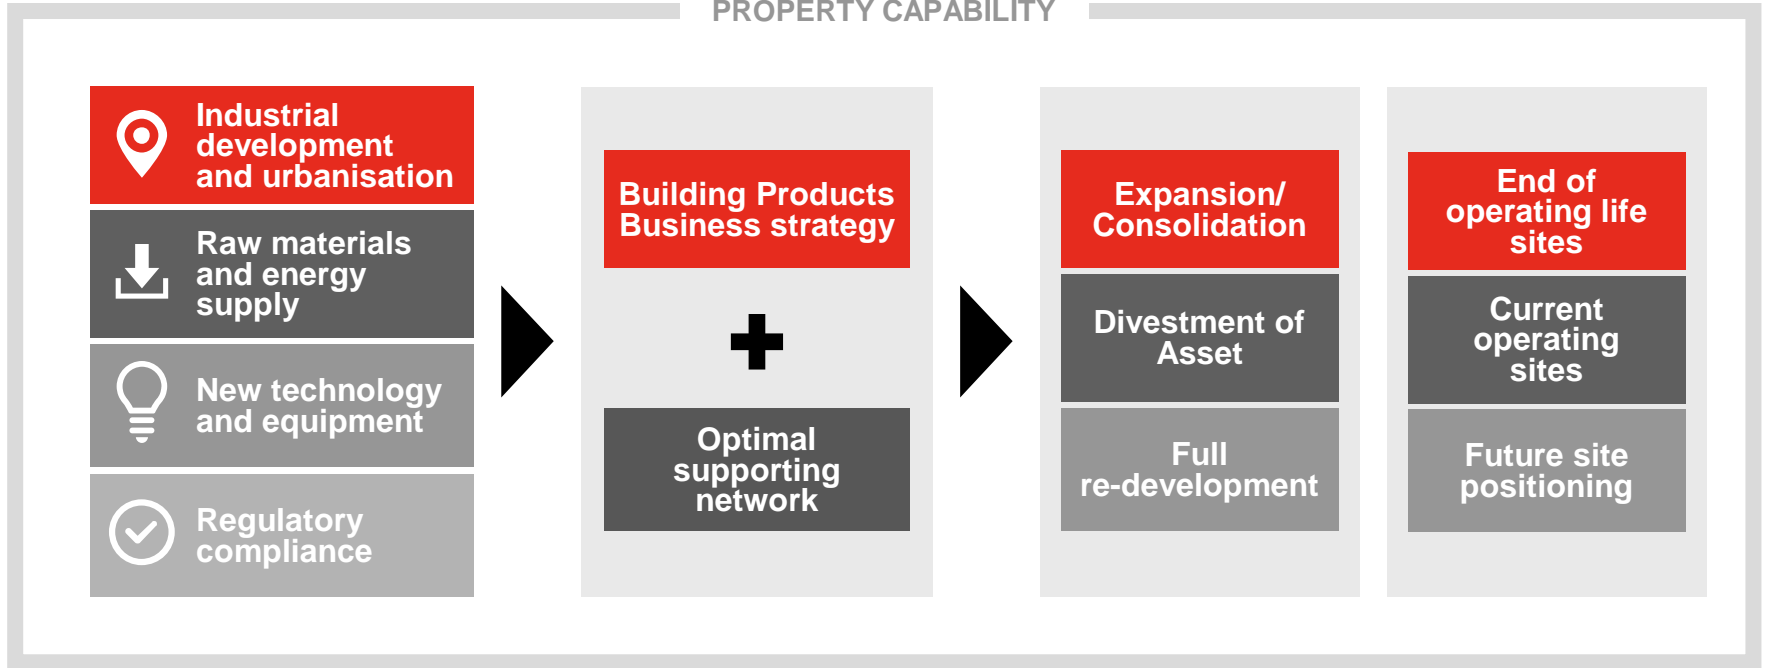 PROPERTY CAPABILITY
Industrial
development
and urbanisation
Raw materials
and energy
supply
New technology
and equipment
Regulatory
compliance
Building Products
Business strategy
Optimal
supporting
network
Expansion/
Consolidation
Divestment of
Asset
Full
re-development
End of
operating life
sites
Current
operating
sites
Future site
positioning